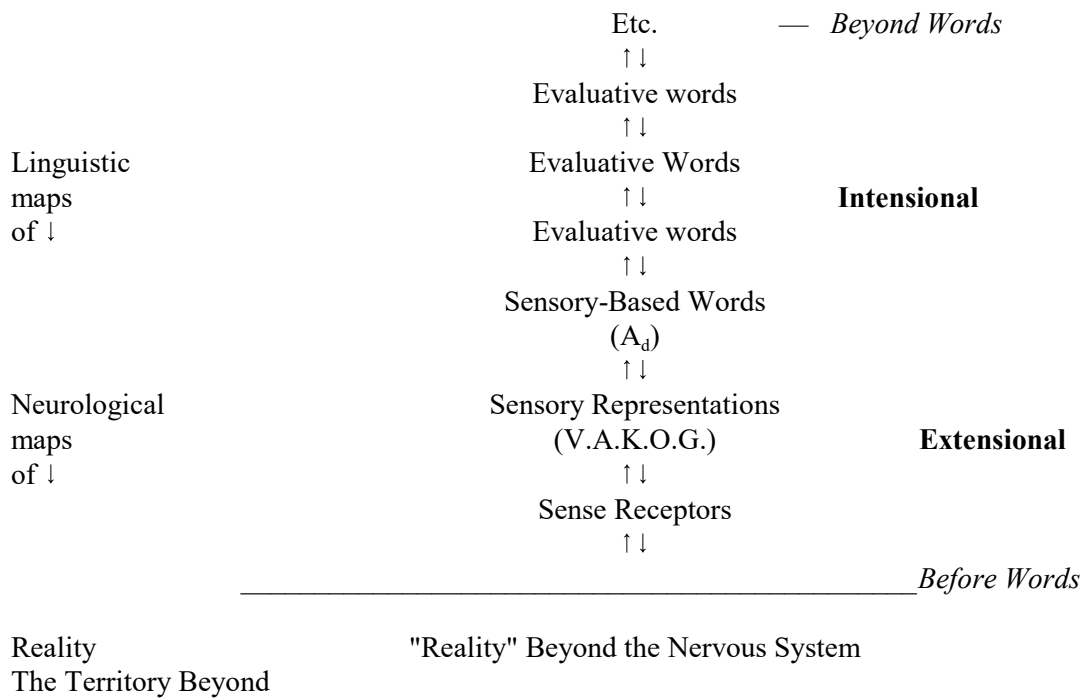 Etc. — Beyond Words
↑ ↓
Evaluative words
↑ ↓
Linguistic Evaluative Words
maps ↑ ↓ Intensional
of ↓ Evaluative words
↑ ↓
Sensory-Based Words
(Ad)
↑ ↓
Neurological Sensory Representations
maps (V.A.K.O.G.) Extensional
of ↓ ↑ ↓
Sense Receptors
↑ ↓
Before Words
Reality "Reality" Beyond the Nervous System
The Territory Beyond